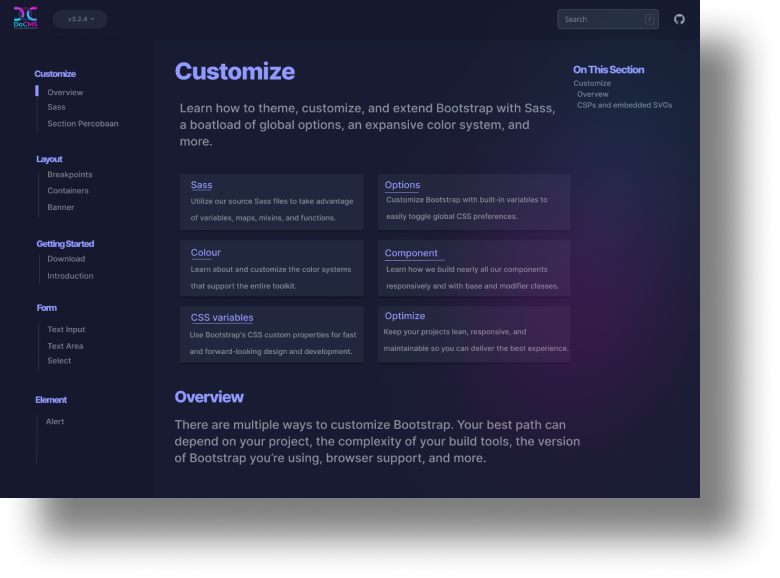 DoCMS
v3.2.4
Search
/
Customize
Overview
Sass
Section Percobaan
Layout
Breakpoints
Containers
Banner
Getting Started
Download
Introduction
Form
Text Input
Text Area
Select
Element
Alert
Customize
Learn how to theme, customize, and extend Bootstrap with Sass,
a boatload of global options, an expansive color system, and
more.
Sass
Utilize our source Sass files to take advantage
of variables, maps, mixins, and functions.
Options
Customize Bootstrap with built-in variables to
easily toggle global CSS preferences.
Colour
Learn about and customize the color systems
that support the entire toolkit.
Component
Learn how we build nearly all our components
responsively and with base and modifier classes.
CSS variables
Use Bootstrap's CSS custom properties for fast
and forward-looking design and development.
Optimize
Keep your projects lean, responsive, and
maintainable so you can deliver the best experience.
Overview
There are multiple ways to customize Bootstrap. Your best path can
depend on your project, the complexity of your build tools, the version
of Bootstrap you're using, browser support, and more.
On This Section
Customize
Overvew
CSPs and embedded SVGs